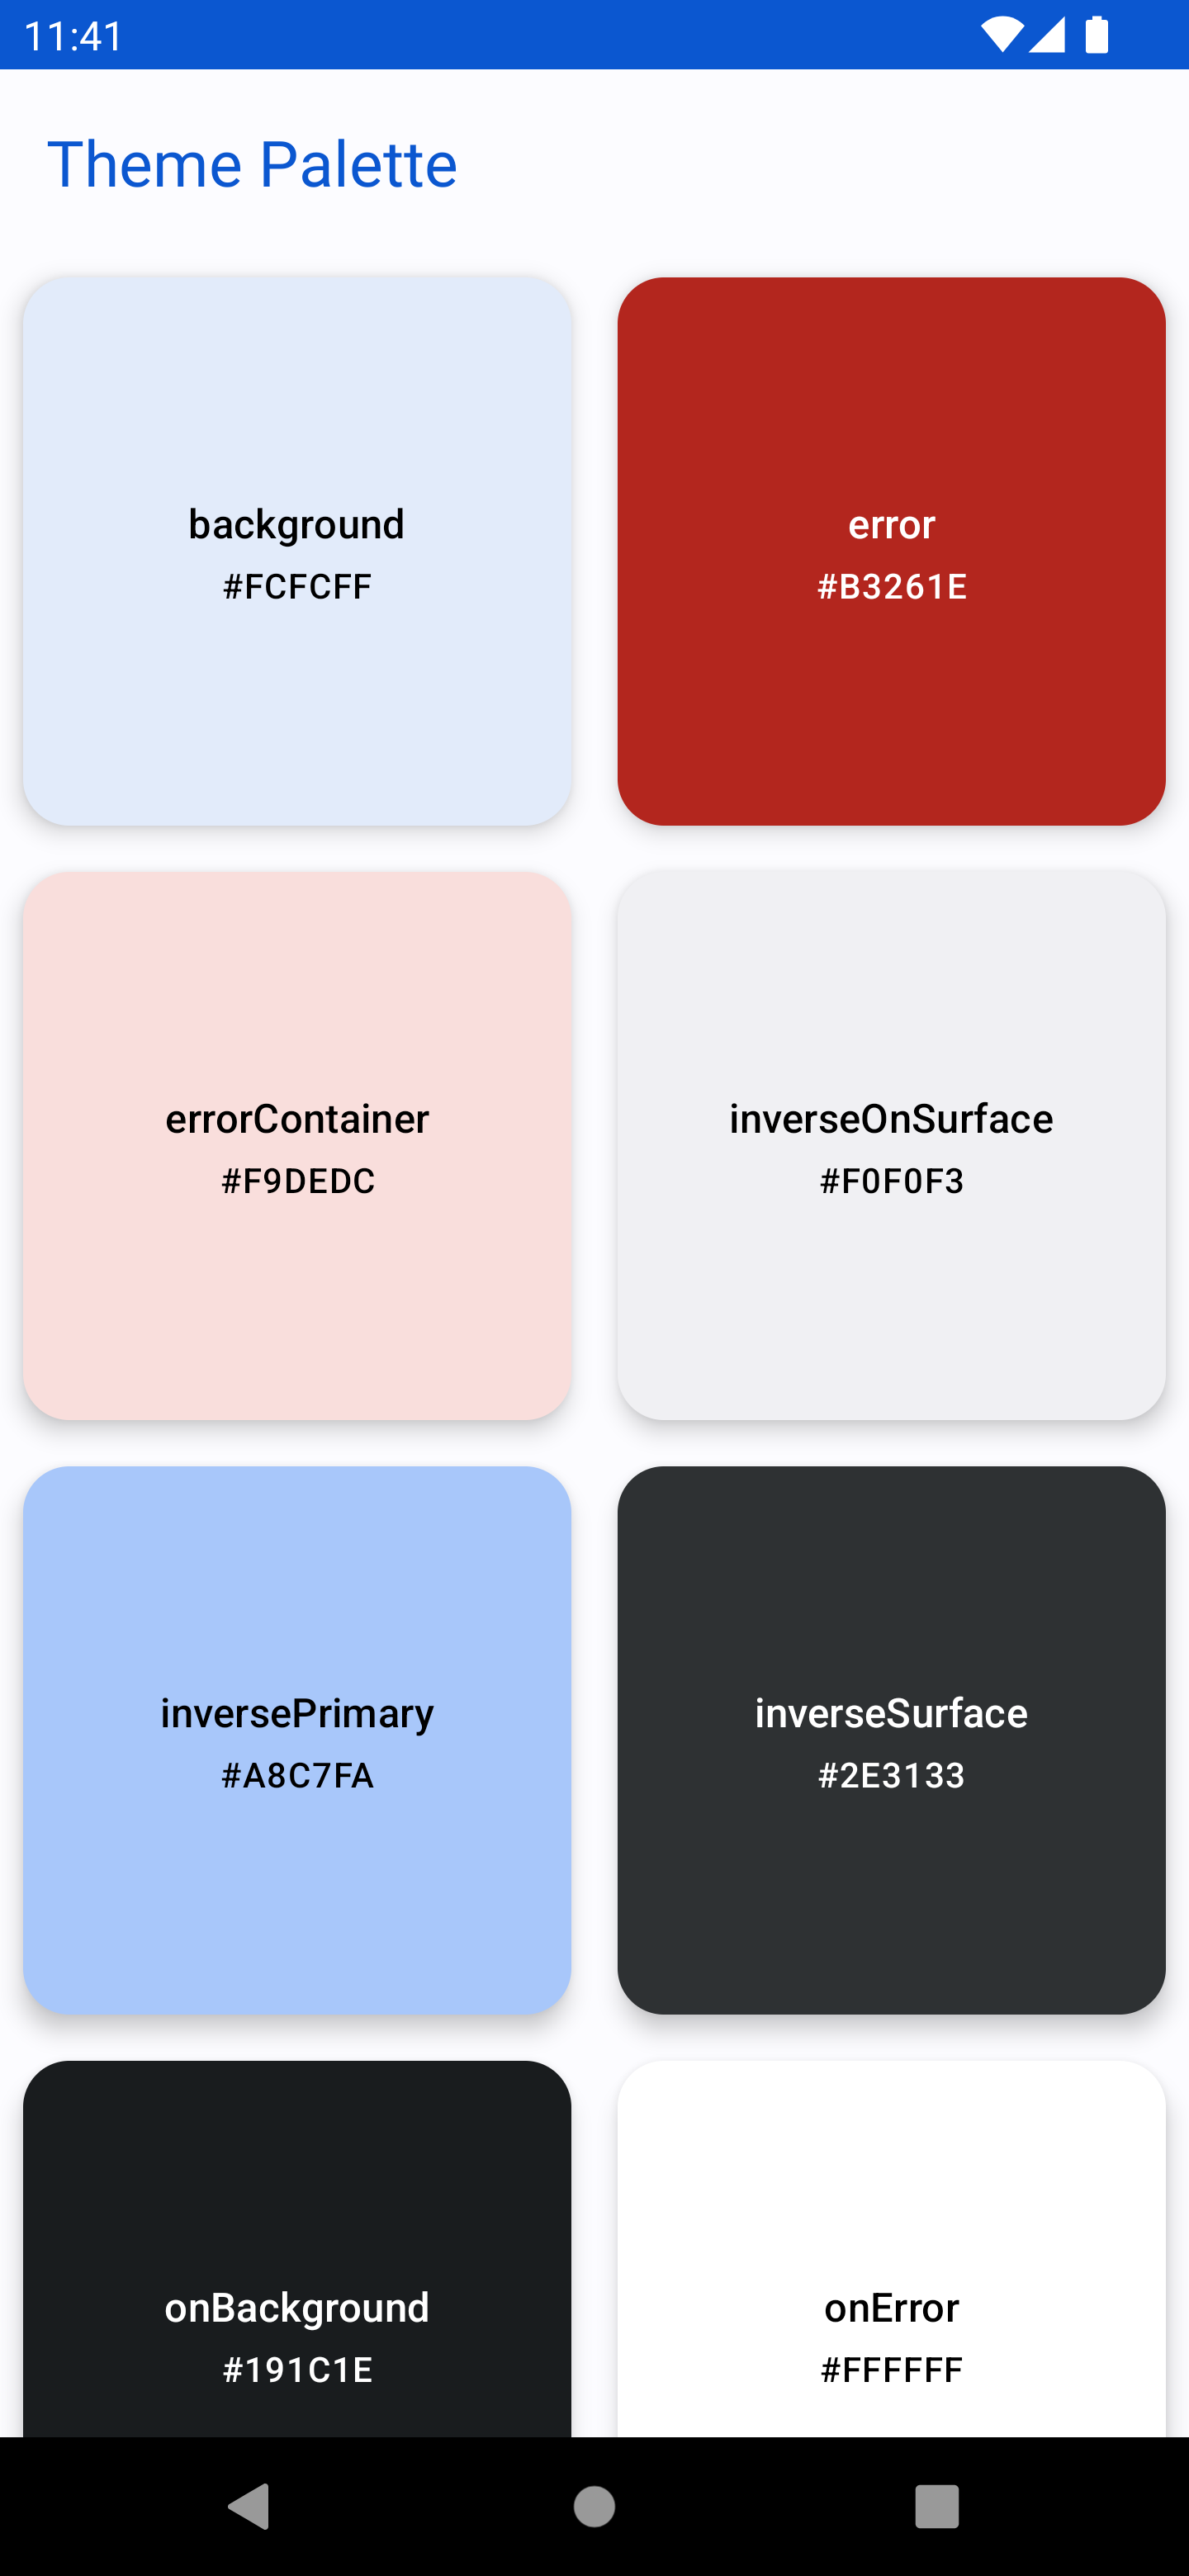 11:41
Theme Palette
background
#FCFCFF
error
#B3261E
errorContainer
#F9DEDC
inverseOnSurface
#F0F0F3
inversePrimary
#A8C7FA
inverseSurface
#2E3133
onBackground
#191C1E
onError
#FFFFFF